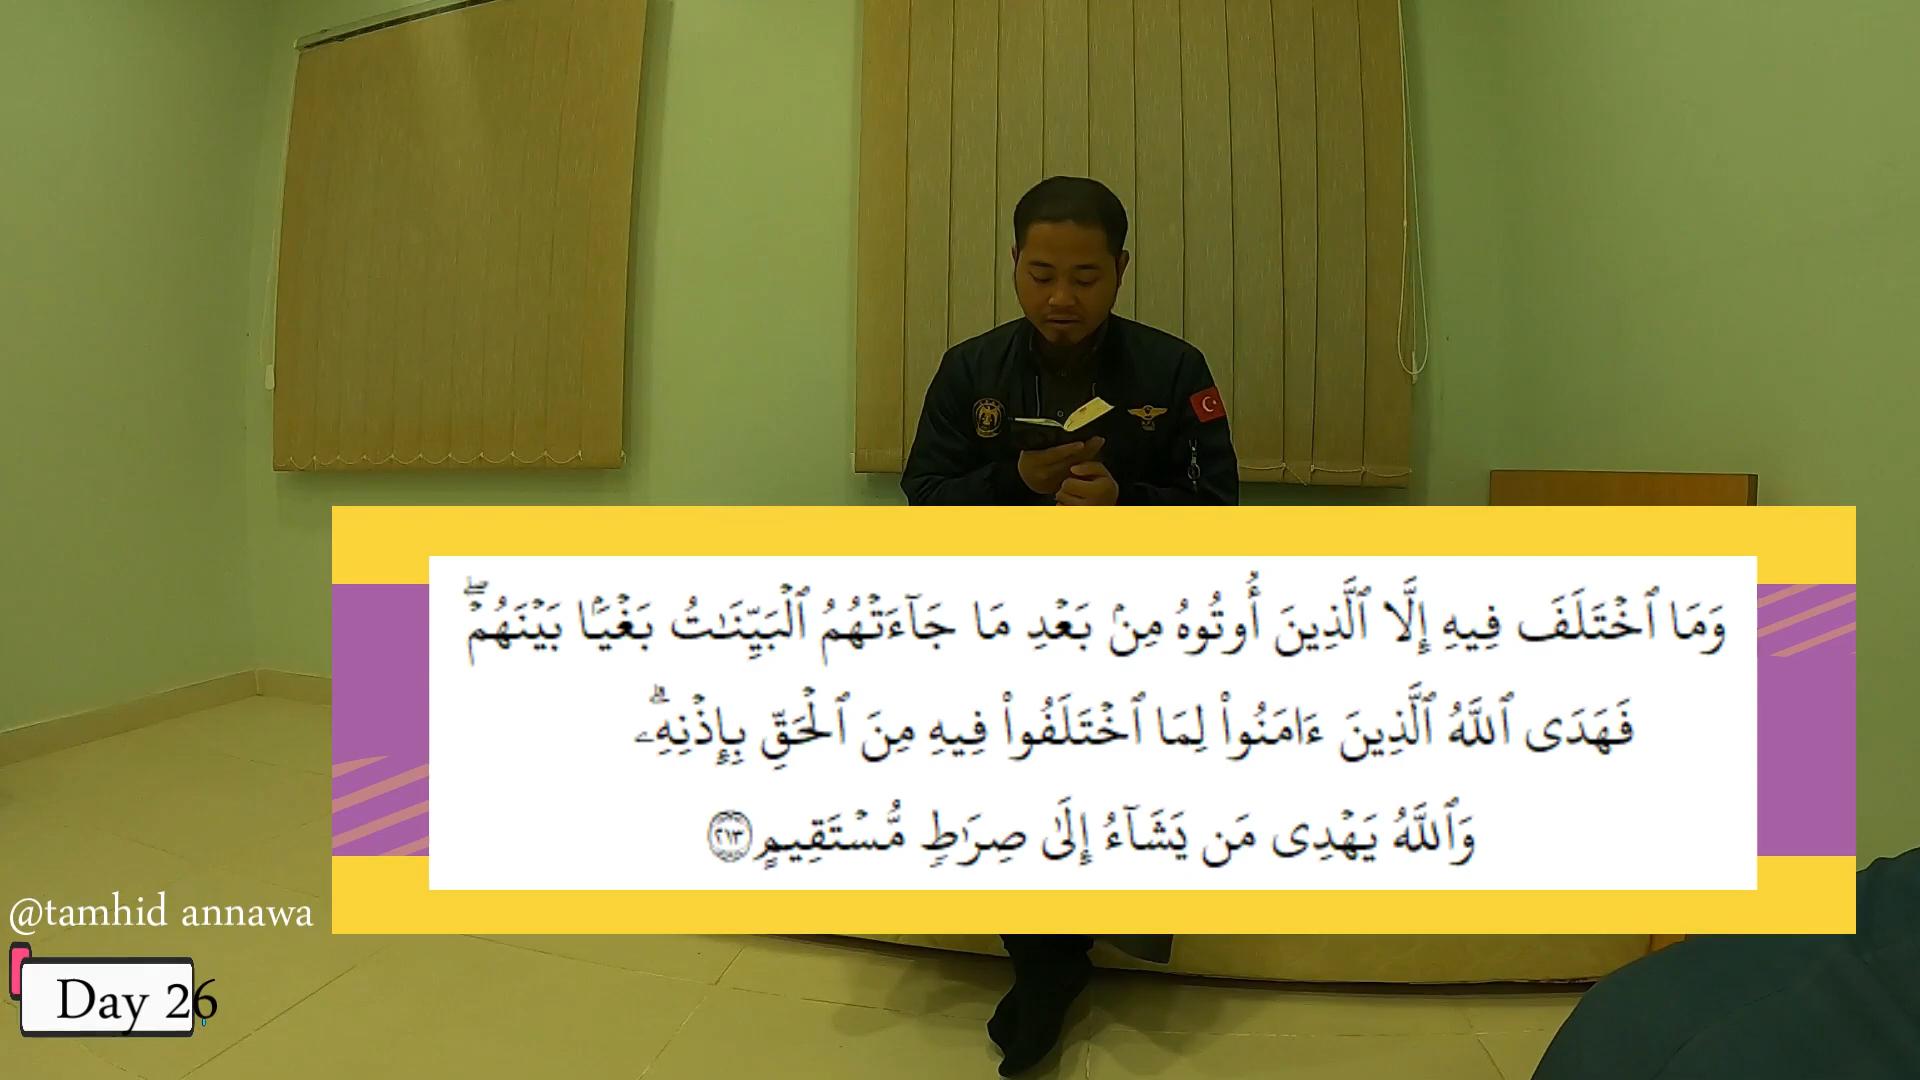 وَمَا ٱخْتَلَفَ فِيهِ إِلَّا ٱلَّذِينَ أُوتُوهُ مِنۢ بَعْدِ مَا جَآءَتْهُمُ ٱلْبَيِّنَـٰتُ بَغْيًۢا بَيْنَهُمْ ۖ
فَهَدَى ٱللَّهُ ٱلَّذِينَ ءَامَنُوا۟ لِمَا ٱخْتَلَفُوا۟ فِيهِ مِنَ ٱلْحَقِّ بِإِذْنِهِۦ ۗ
وَٱللَّهُ يَهْدِى مَن يَشَآءُ إِلَىٰ صِرَٰطٍ مُّسْتَقِيمٍ ٢١٣
@tamhid annawa
Day 26